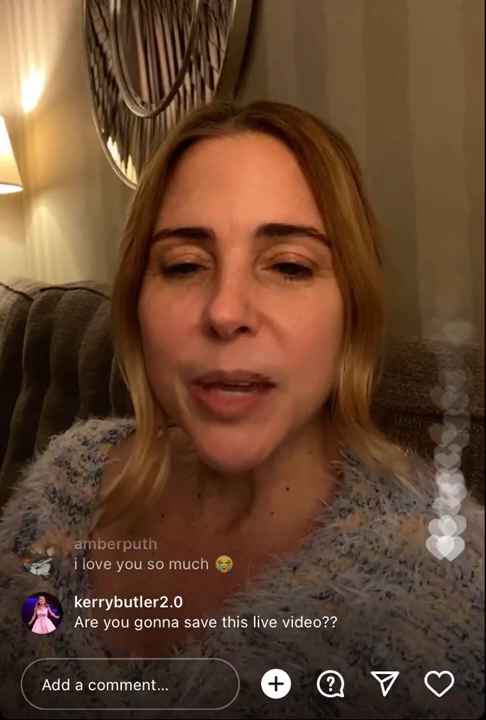 amberputh
i love you so much 😭
kerrybutler2.0
Are you gonna save this live video??
Add a comment...